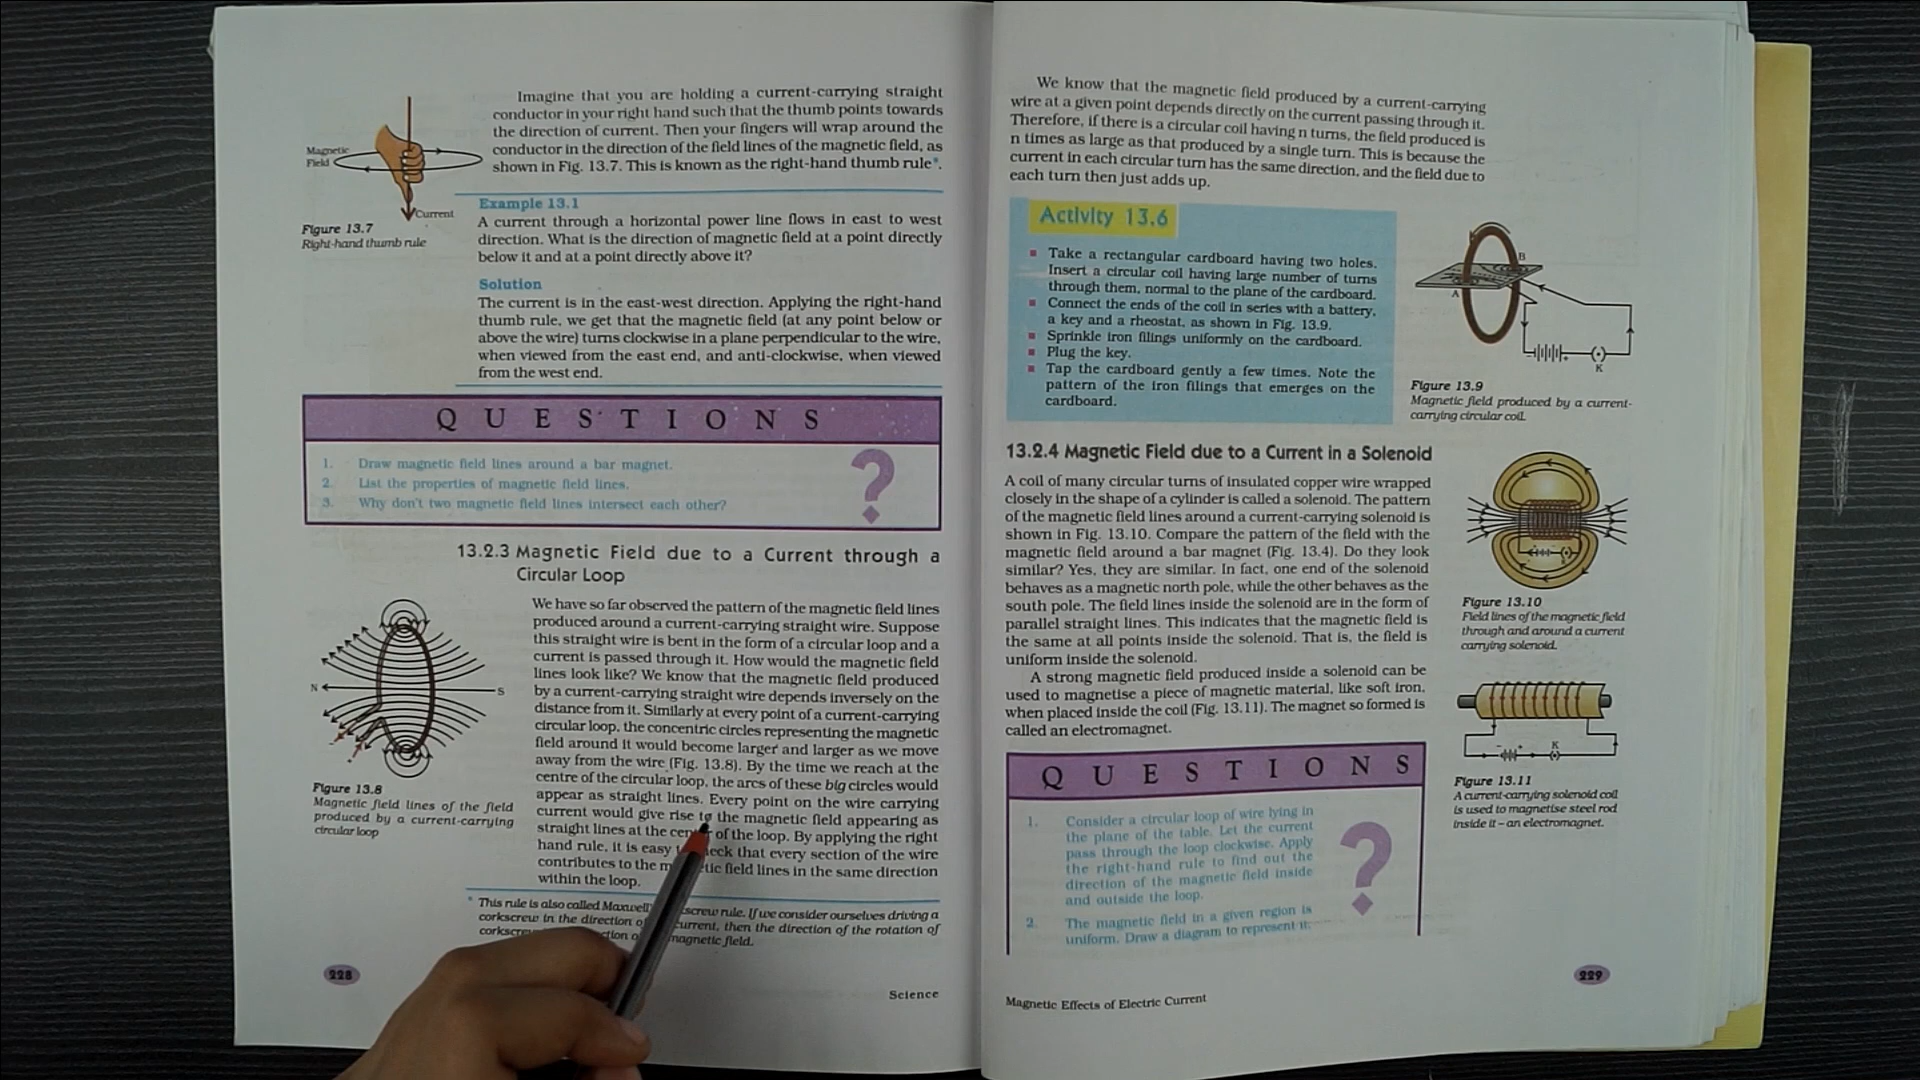 Imagine that you are holding a current-carrying straight
conductor in your right hand such that the thumb points towards
the direction of current. Then your fingers will wrap around the
conductor in the direction of the field lines of the magnetic field, as
shown in Fig. 13.7. This is known as the right-hand thumb rule*.
Magnetic
Field
Current
Figure 13.7
Right-hand thumb rule
Example 13.1
A current through a horizontal power line flows in east to west
direction. What is the direction of magnetic field at a point directly
below it and at a point directly above it?
Solution
The current is in the east-west direction. Applying the right-hand
thumb rule, we get that the magnetic field (at any point below or
above the wire) turns clockwise in a plane perpendicular to the wire,
when viewed from the east end, and anti-clockwise, when viewed
from the west end.
QUESTIONS
1. Draw magnetic field lines around a bar magnet.
2. List the properties of magnetic field lines.
3. Why don't two magnetic field lines intersect each other?
?
13.2.3 Magnetic Field due to a Current through a
Circular Loop
We have so far observed the pattern of the magnetic field lines
produced around a current-carrying straight wire. Suppose
this straight wire is bent in the form of a circular loop and a
current is passed through it. How would the magnetic field
lines look like? We know that the magnetic field produced
by a current-carrying straight wire depends inversely on the
distance from it. Similarly at every point of a current-carrying
circular loop, the concentric circles representing the magnetic
field around it would become larger and larger as we move
away from the wire (Fig. 13.8). By the time we reach at the
centre of the circular loop, the arcs of these big circles would
appear as straight lines. Every point on the wire carrying
current would give rise to the magnetic field appearing as
straight lines at the of the loop. By applying the right
hand rule, it is easy that every section of the wire
contributes to the field lines in the same direction
within the loop.
N
S
Figure 13.8
Magnetic field lines of the field
produced by a current-carrying
circular loop
* This rule is also called Maxwell screw rule. If we consider ourselves driving a
corkscrew in the direction of current, then the direction of the rotation of
magnetic field.
228
Science
We know that the magnetic field produced by a current-carrying
wire at a given point depends directly on the current passing through it.
Therefore, if there is a circular coil having n turns, the field produced is
n times as large as that produced by a single turn. This is because the
current in each circular turn has the same direction, and the field due to
each turn then just adds up.
Activity 13.6
Take a rectangular cardboard having two holes.
Insert a circular coil having large number of turns
through them, normal to the plane of the cardboard.
Connect the ends of the coil in series with a battery,
a key and a rheostat, as shown in Fig. 13.9.
Sprinkle iron filings uniformly on the cardboard.
Plug the key.
Tap the cardboard gently a few times. Note the
pattern of the iron filings that emerges on the
cardboard.
B
A
K
Figure 13.9
Magnetic field produced by a current-
carrying circular coil.
13.2.4 Magnetic Field due to a Current in a Solenoid
A coil of many circular turns of insulated copper wire wrapped
closely in the shape of a cylinder is called a solenoid. The pattern
of the magnetic field lines around a current-carrying solenoid is
shown in Fig. 13.10. Compare the pattern of the field with the
magnetic field around a bar magnet (Fig. 13.4). Do they look
similar? Yes, they are similar. In fact, one end of the solenoid
behaves as a magnetic north pole, while the other behaves as the
south pole. The field lines inside the solenoid are in the form of
parallel straight lines. This indicates that the magnetic field is
the same at all points inside the solenoid. That is, the field is
uniform inside the solenoid.
A strong magnetic field produced inside a solenoid can be
used to magnetise a piece of magnetic material, like soft iron,
when placed inside the coil (Fig. 13.11). The magnet so formed is
called an electromagnet.
Figure 13.10
Field lines of the magnetic field
through and around a current
carrying solenoid.
K
Figure 13.11
A current-carrying solenoid coil
is used to magnetise steel rod
inside it – an electromagnet.
QUESTIONS
1. Consider a circular loop of wire lying in
the plane of the table. Let the current
pass through the loop clockwise. Apply
the right-hand rule to find out the
direction of the magnetic field inside
and outside the loop.
2. The magnetic field in a given region is
uniform. Draw a diagram to represent it.
?
229
Magnetic Effects of Electric Current